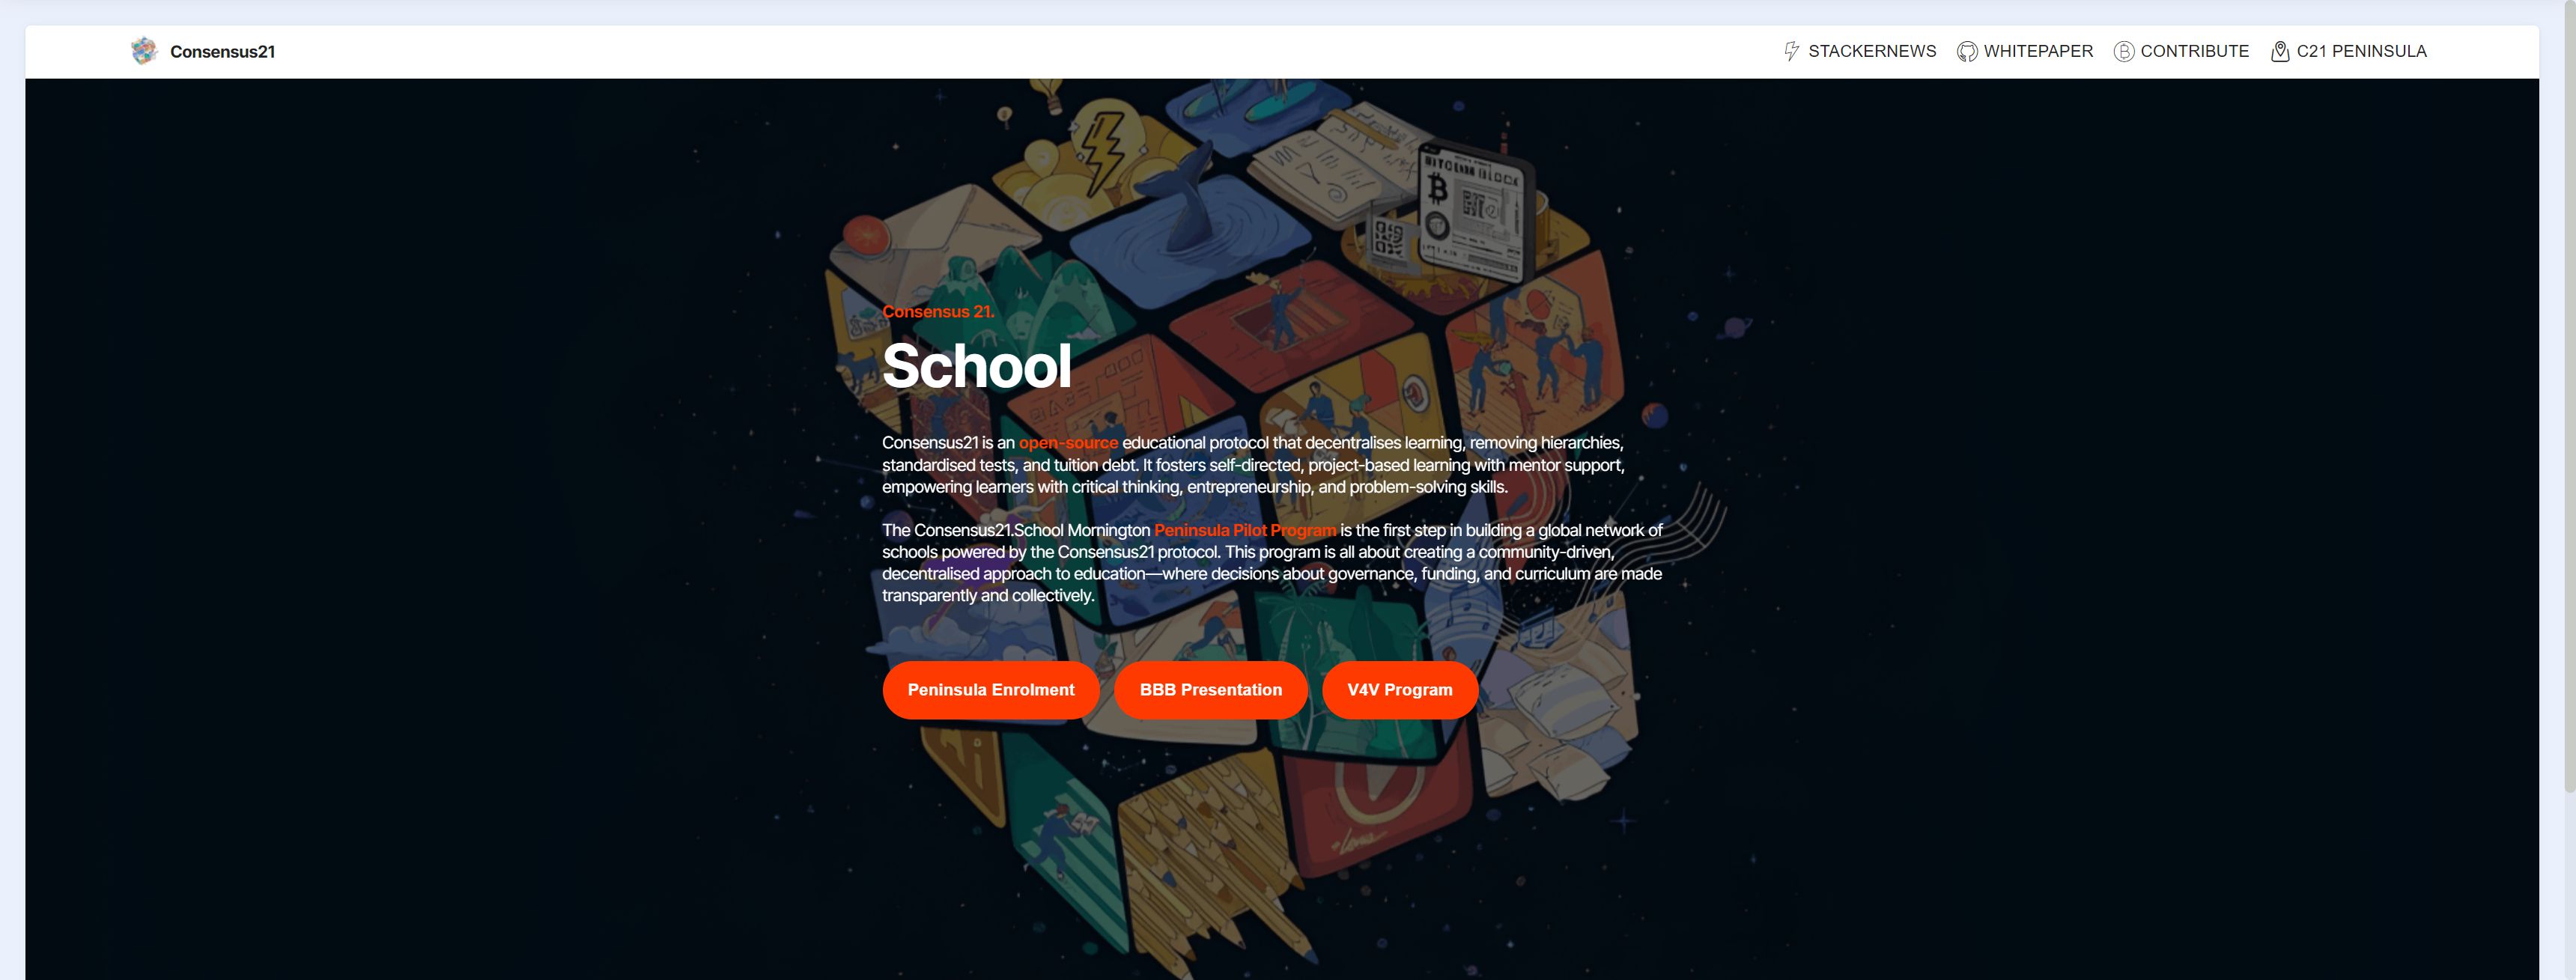 Consensus21
STACKERNEWS
WHITEPAPER
CONTRIBUTE
C21 PENINSULA
BITCOIN BLOCK
Consensus 21.
School
Consensus21 is an open-source educational protocol that decentralises learning, removing hierarchies,
standardised tests, and tuition debt. It fosters self-directed, project-based learning with mentor support,
empowering learners with critical thinking, entrepreneurship, and problem-solving skills.
The Consensus21.School Mornington Peninsula Pilot Program is the first step in building a global network of
schools powered by the Consensus21 protocol. This program is all about creating a community-driven,
decentralised approach to education—where decisions about governance, funding, and curriculum are made
transparently and collectively.
Peninsula Enrolment
BBB Presentation
V4V Program